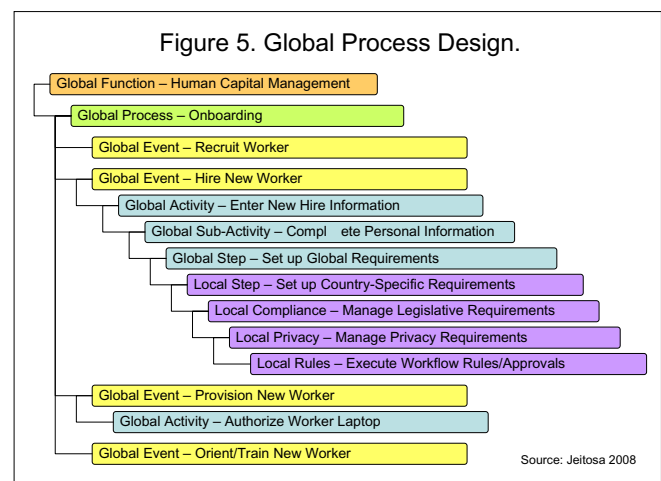 Figure 5. Global Process Design.
Global Function – Human Capital Management
Global Process – Onboarding
Global Event – Recruit Worker
Global Event – Hire New Worker
Global Activity – Enter New Hire Information
Global Sub-Activity – Compl ete Personal Information
Global Step – Set up Global Requirements
Local Step – Set up Country-Specific Requirements
Local Compliance – Manage Legislative Requirements
Local Privacy – Manage Privacy Requirements
Local Rules – Execute Workflow Rules/Approvals
Global Event – Provision New Worker
Global Activity – Authorize Worker Laptop
Global Event – Orient/Train New Worker
Source: Jeitosa 2008